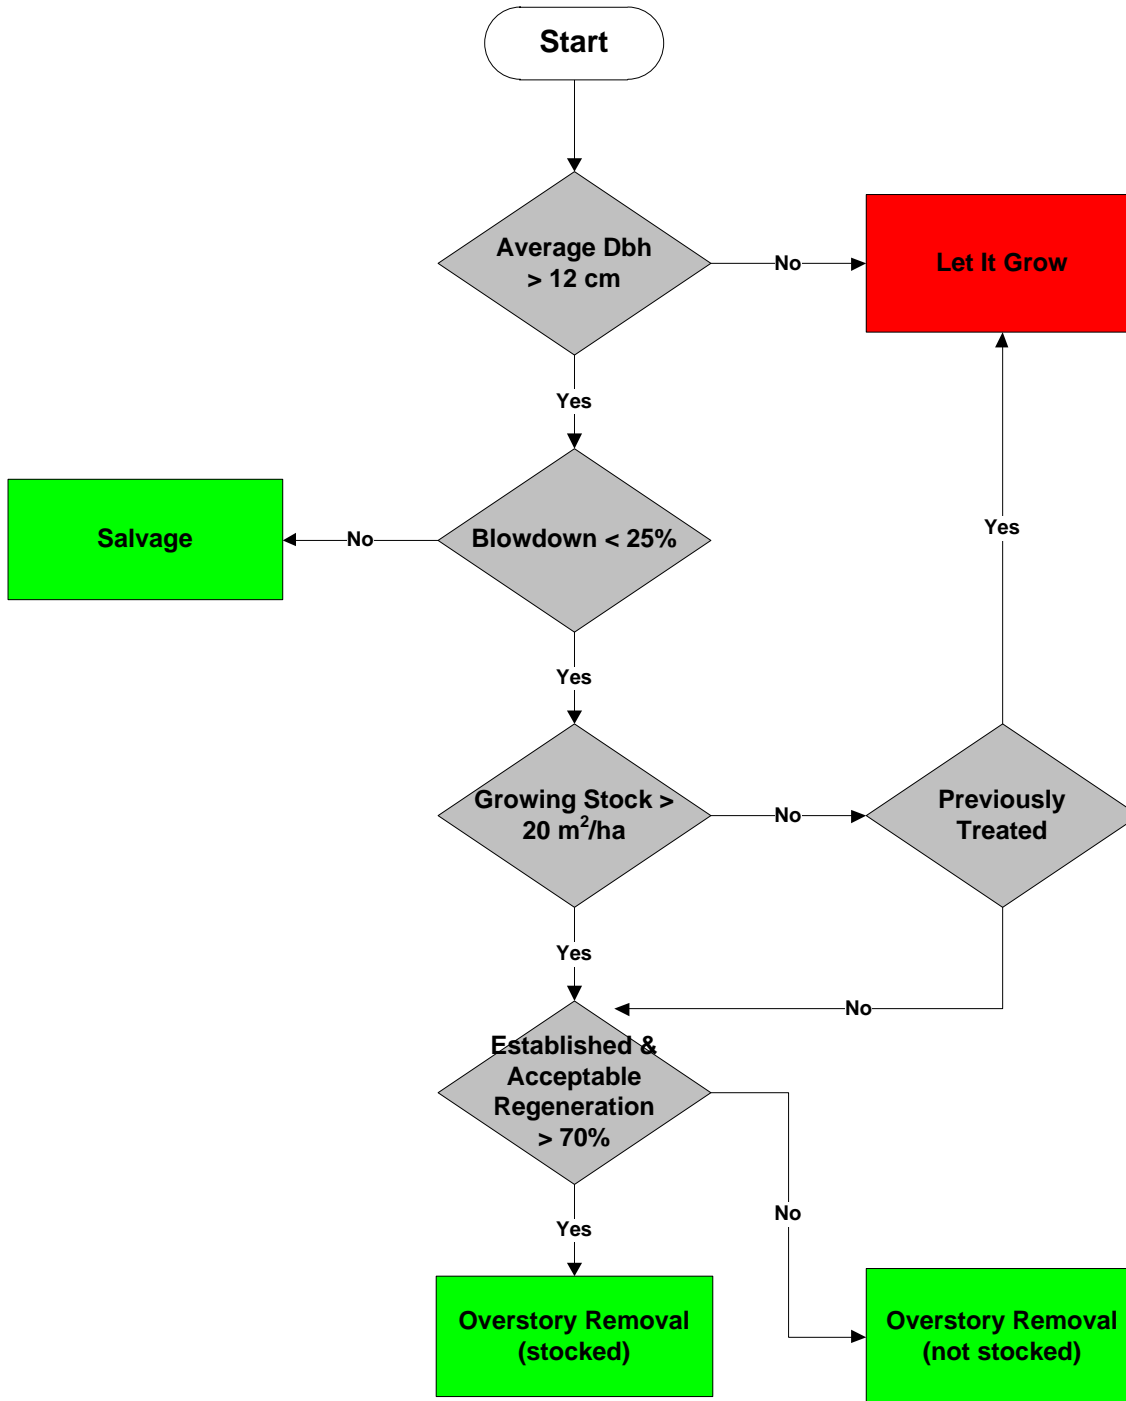 Start
Average Dbh
> 12 cm
No
Let It Grow
Yes
Salvage
No
Blowdown < 25%
Yes
Yes
Growing Stock >
20 m²/ha
No
Previously
Treated
Yes
No
Established &
Acceptable
Regeneration
> 70%
No
Yes
Overstory Removal
(stocked)
Overstory Removal
(not stocked)